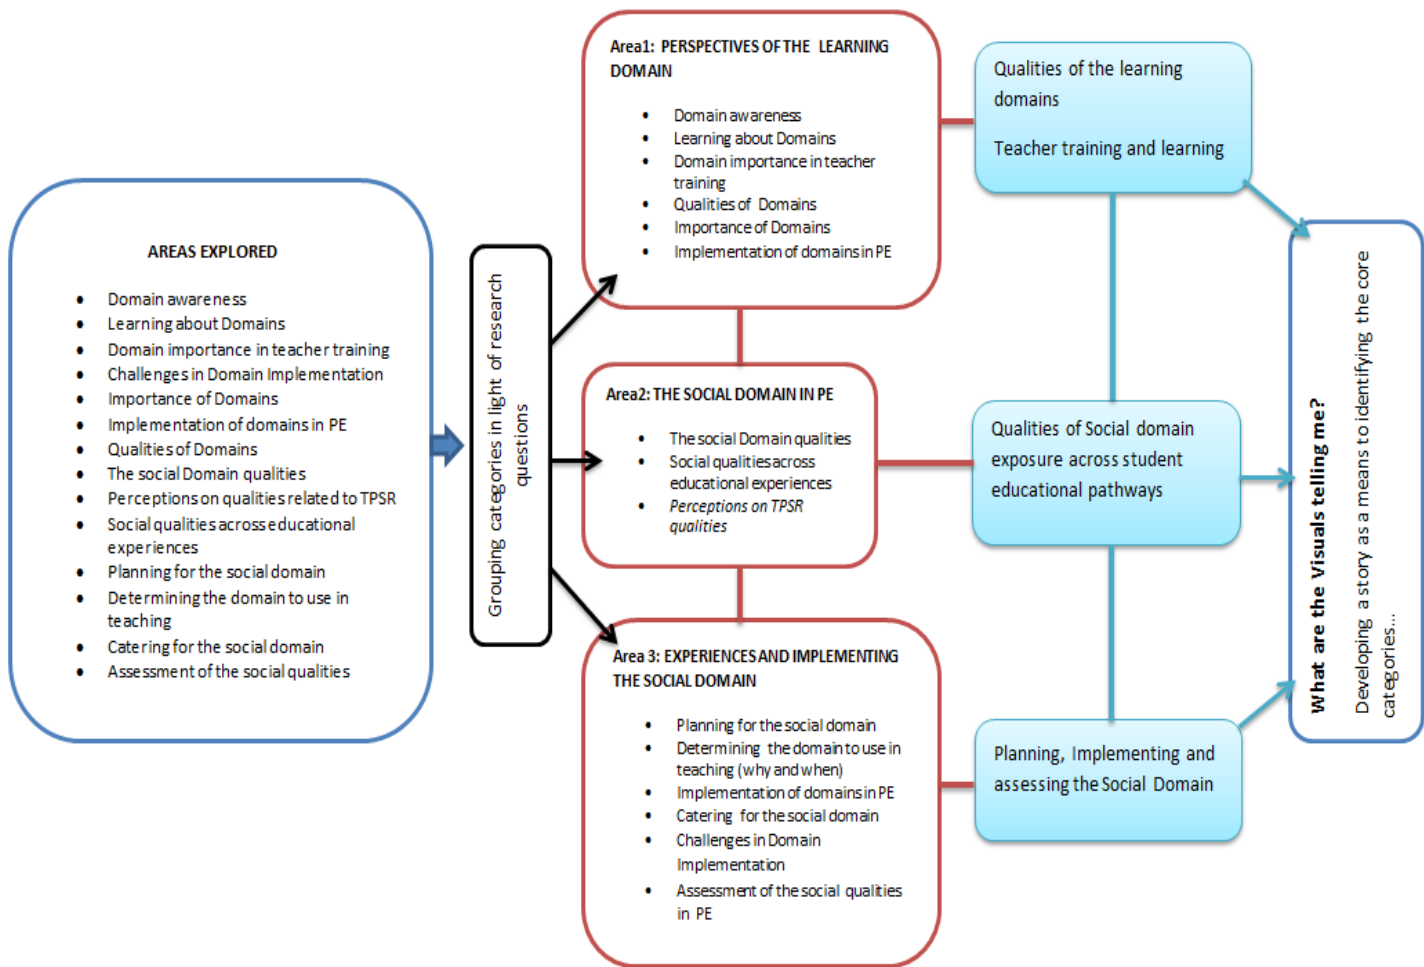 AREAS EXPLORED
• Domain awareness
• Learning about Domains
• Domain importance in teacher training
• Challenges in Domain Implementation
• Importance of Domains
• Implementation of domains in PE
• Qualities of Domains
• The social Domain qualities
• Perceptions on qualities related to TPSR
• Social qualities across educational
experiences
• Planning for the social domain
• Determining the domain to use in
teaching
• Catering for the social domain
• Assessment of the social qualities
Grouping categories in light of research
questions
Area1: PERSPECTIVES OF THE LEARNING
DOMAIN
• Domain awareness
• Learning about Domains
• Domain importance in teacher
training
• Qualities of Domains
• Importance of Domains
• Implementation of domains in PE
Area2: THE SOCIAL DOMAIN IN PE
• The social Domain qualities
• Social qualities across
educational experiences
• Perceptions on TPSR
qualities
Area 3: EXPERIENCES AND IMPLEMENTING
THE SOCIAL DOMAIN
• Planning for the social domain
• Determining the domain to use in
teaching (why and when)
• Implementation of domains in PE
• Catering for the social domain
• Challenges in Domain
Implementation
• Assessment of the social qualities
in PE
Qualities of the learning
domains
Teacher training and learning
Qualities of Social domain
exposure across student
educational pathways
Planning, Implementing and
assessing the Social Domain
What are the Visuals telling me?
Developing a story as a means to identifying the core
categories...